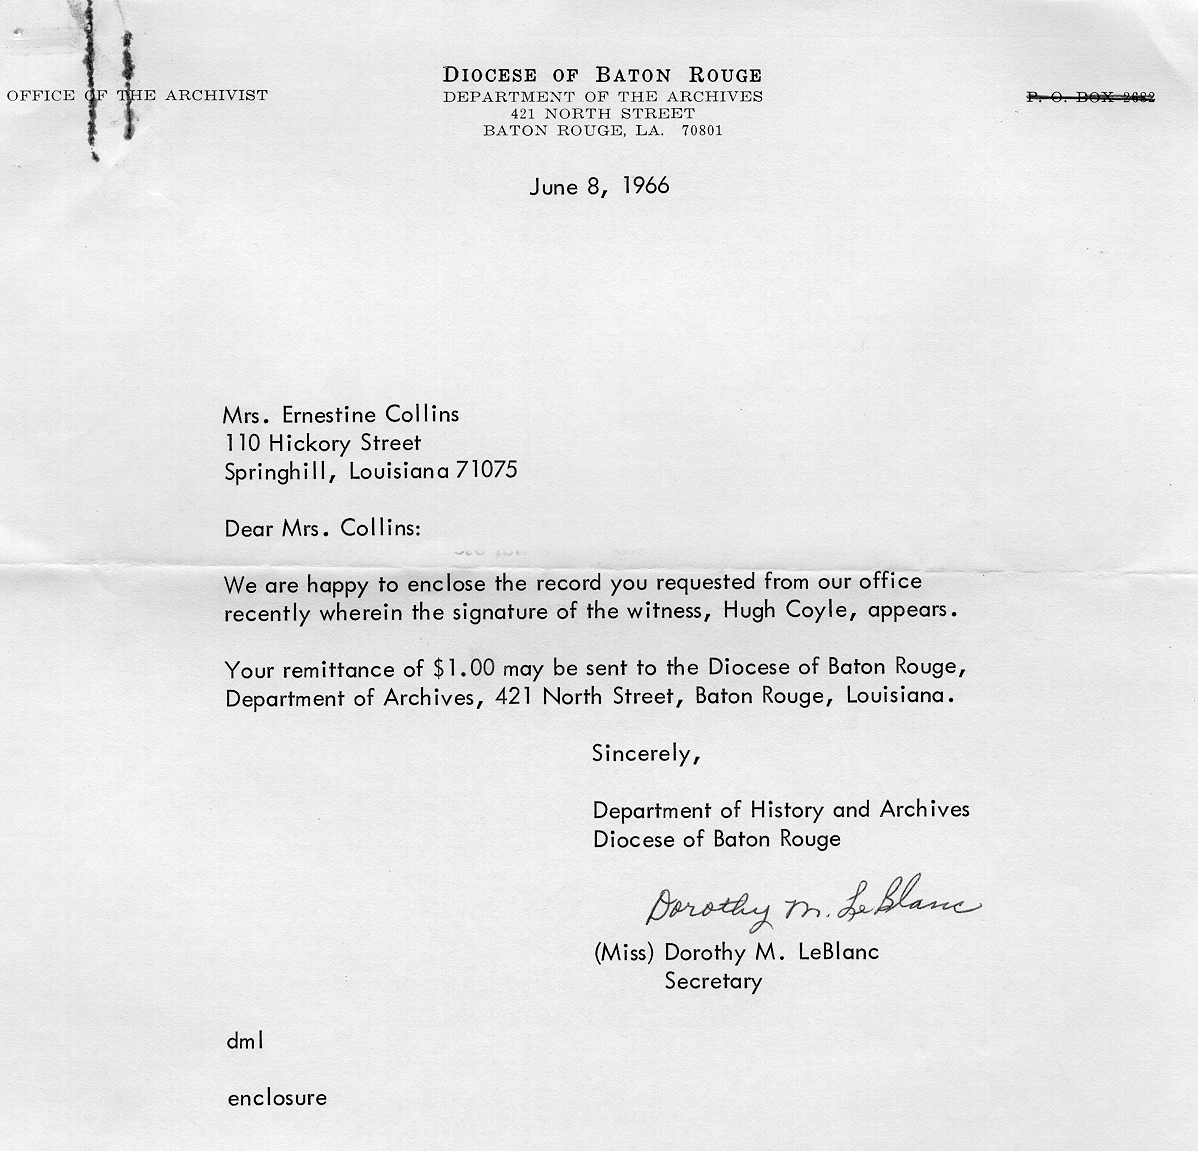 DIOCESE OF BATON ROUGE
OFFICE OF THE ARCHIVIST
DEPARTMENT OF THE ARCHIVES
P. O. BOX 2682
421 NORTH STREET
BATON ROUGE, LA. 70801
June 8, 1966
Mrs. Ernestine Collins
110 Hickory Street
Springhill, Louisiana 71075
Dear Mrs. Collins:
We are happy to enclose the record you requested from our office
recently wherein the signature of the witness, Hugh Coyle, appears.
Your remittance of $1.00 may be sent to the Diocese of Baton Rouge,
Department of Archives, 421 North Street, Baton Rouge, Louisiana.
Sincerely,
Department of History and Archives
Diocese of Baton Rouge
Dorothy M. LeBlanc
(Miss) Dorothy M. LeBlanc
Secretary
dml
enclosure